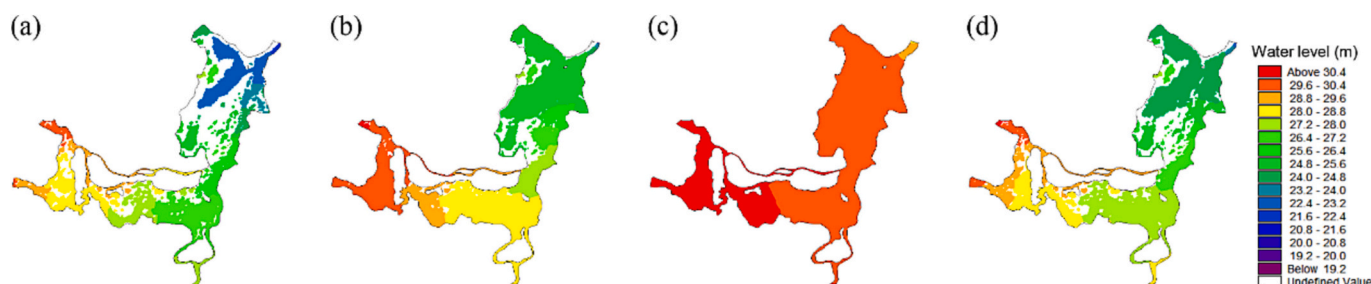 (a)
(b)
(c)
(d)
Water level (m)
Above 30.4
29.6 - 30.4
28.8 - 29.6
28.0 - 28.8
27.2 - 28.0
26.4 - 27.2
25.6 - 26.4
24.8 - 25.6
24.0 - 24.8
23.2 - 24.0
22.4 - 23.2
21.6 - 22.4
20.8 - 21.6
20.0 - 20.8
19.2 - 20.0
Below 19.2
Undefined Value